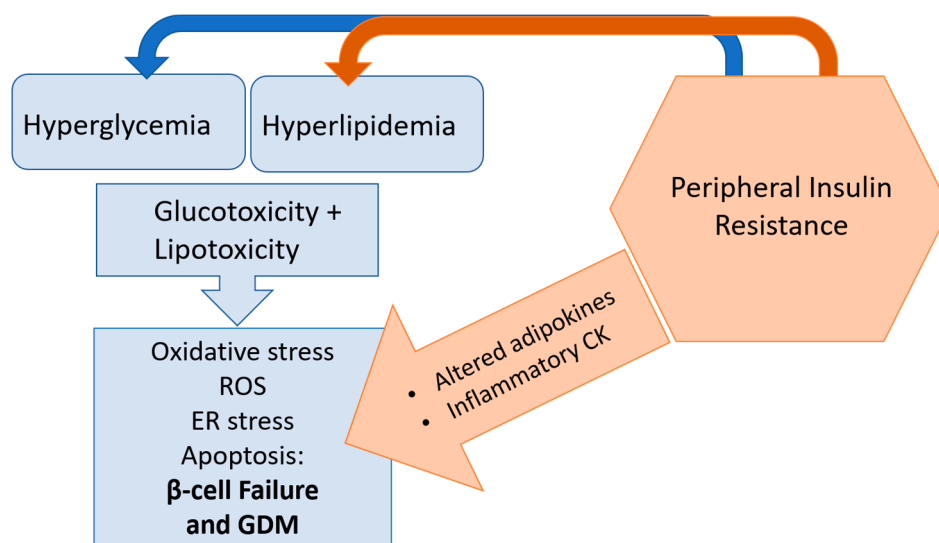 Hyperglycemia
Hyperlipidemia
Peripheral Insulin
Resistance
Glucotoxicity +
Lipotoxicity
• Altered adipokines
• Inflammatory CK
Oxidative stress
ROS
ER stress
Apoptosis:
β-cell Failure
and GDM